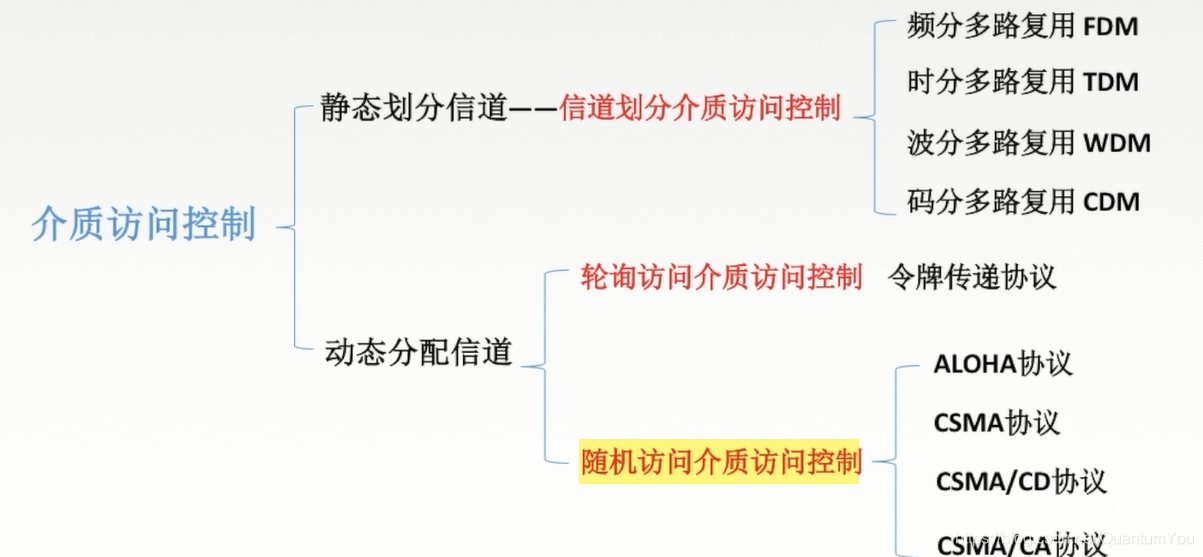 介质访问控制
静态划分信道——信道划分介质访问控制
频分多路复用 FDM
时分多路复用 TDM
波分多路复用 WDM
码分多路复用 CDM
动态分配信道
轮询访问介质访问控制 令牌传递协议
随机访问介质访问控制
ALOHA协议
CSMA协议
CSMA/CD协议
CSMA/CA协议
QuantumYou